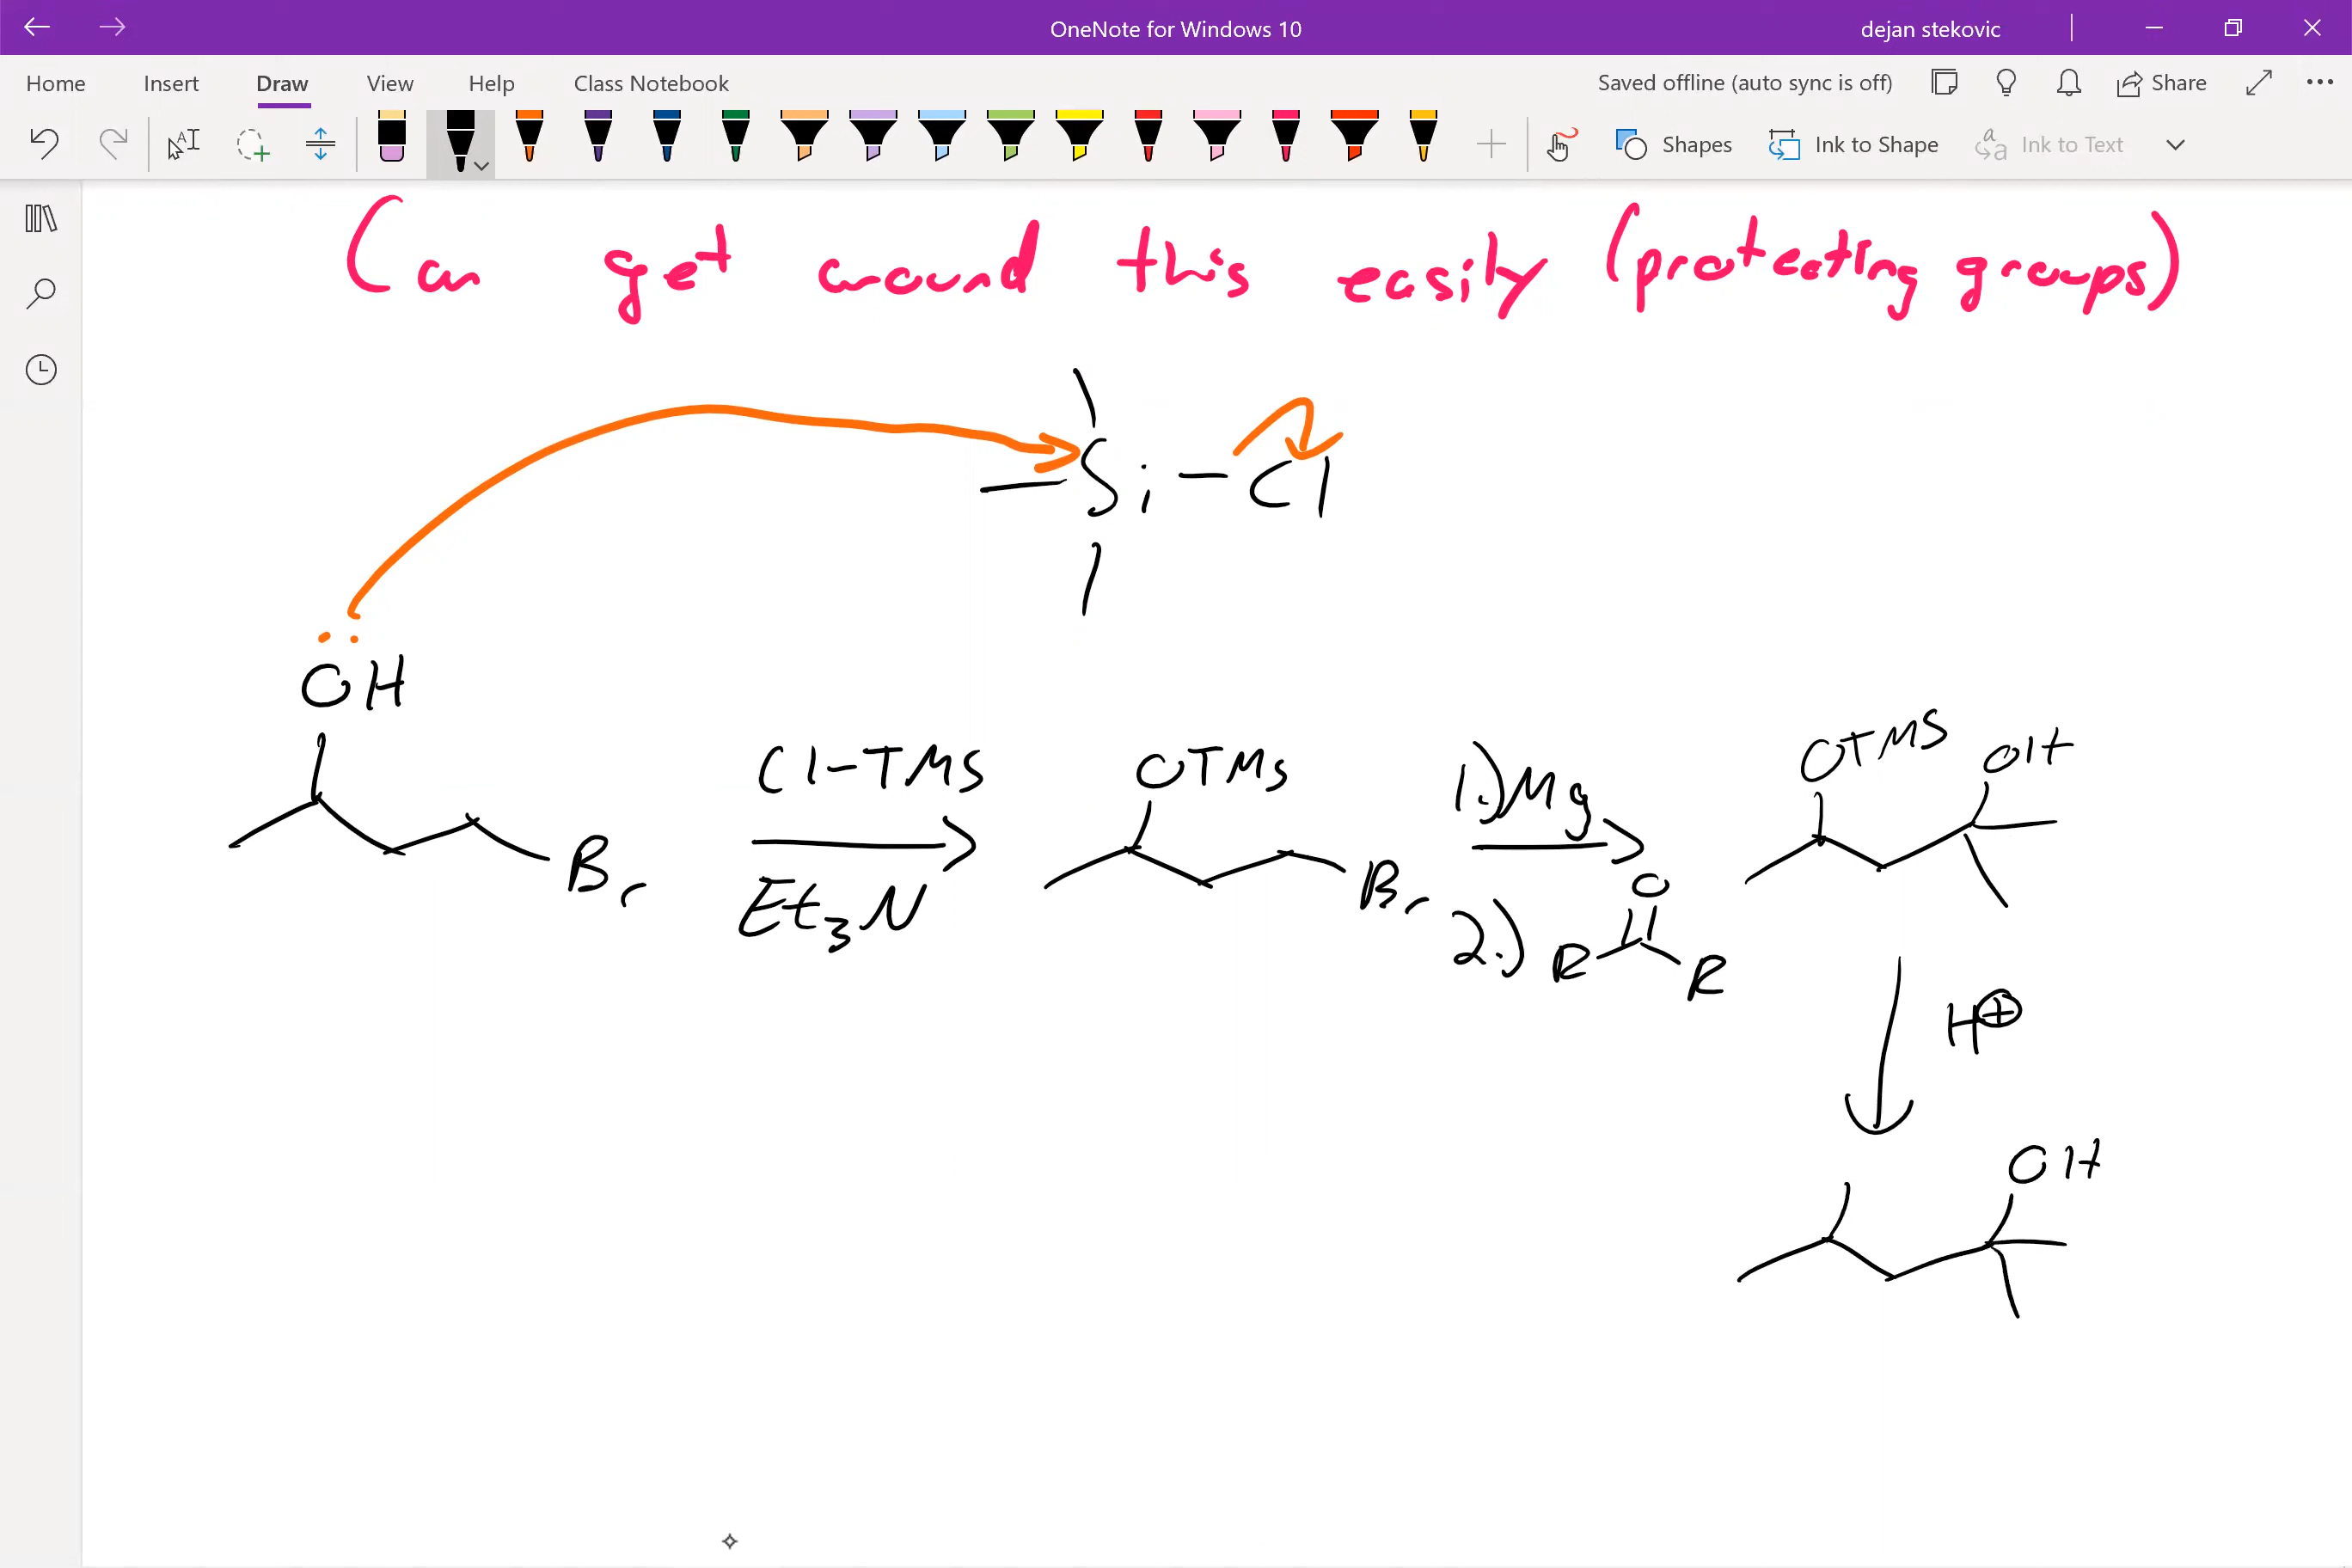 OneNote for Windows 10
dejan stekovic
Home Insert Draw View Help Class Notebook
Saved offline (auto sync is off) Share
Shapes Ink to Shape Ink to Text
Can get around this easily (protecting groups)
Si-Cl
OH
Cl-TMS
OTMS
1.) Mg
OTMS OH
Br
Et3N
Br
2.) R O R
H⊕
OH